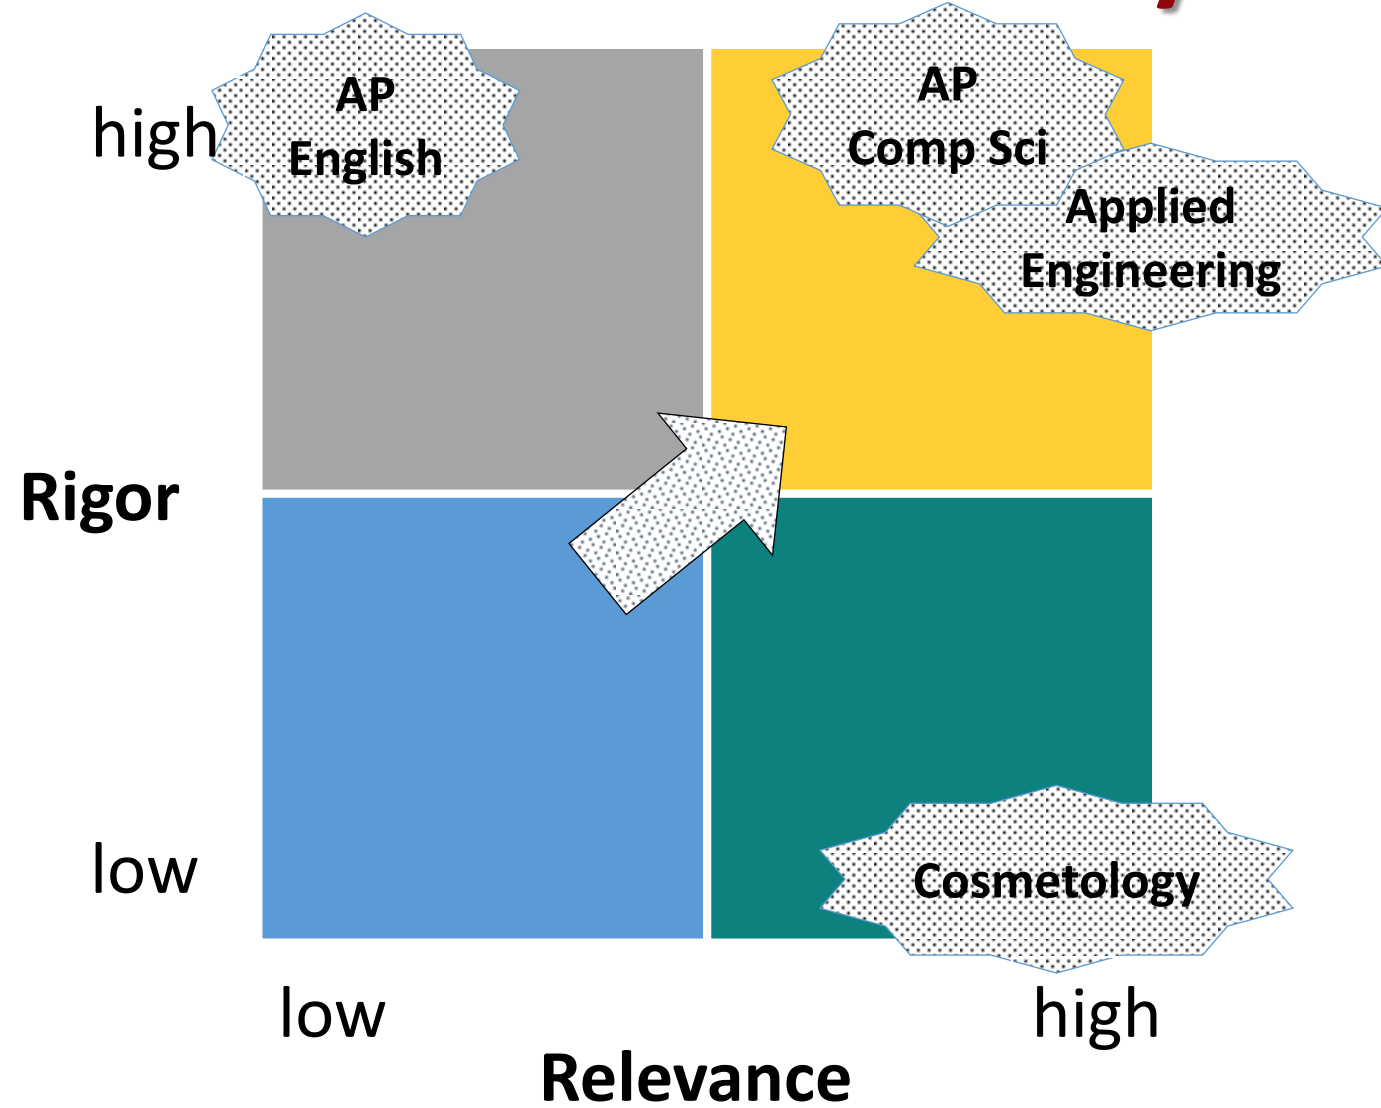 AP
English
AP
Comp Sci
high
Applied
Engineering
Rigor
low
Cosmetology
low
high
Relevance